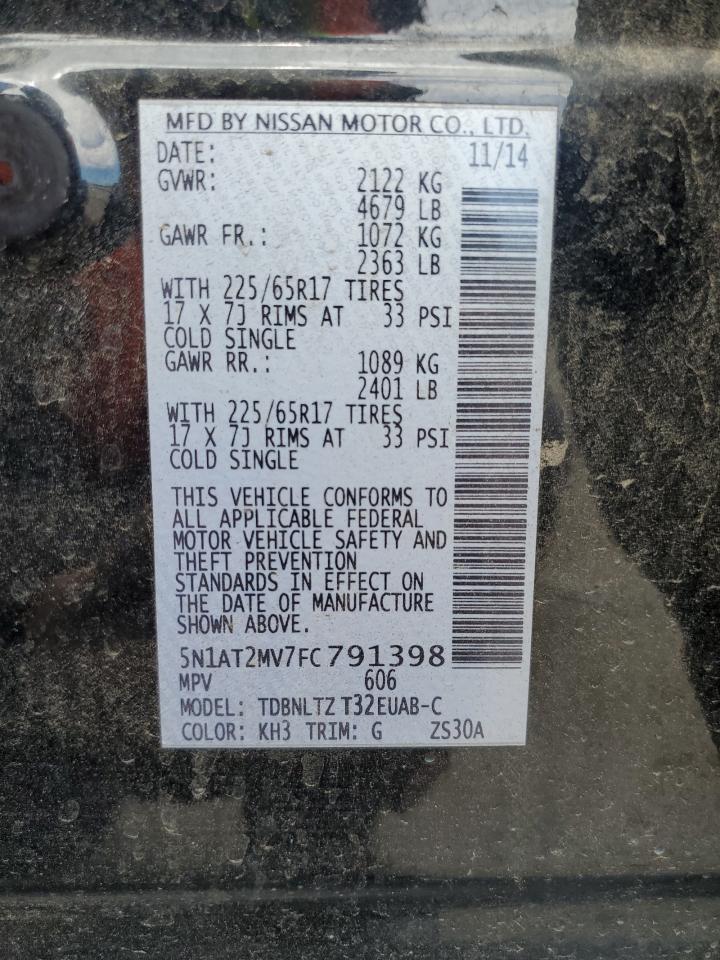 MFD BY NISSAN MOTOR CO., LTD.
DATE: 11/14
GVWR: 2122 KG
4679 LB
GAWR FR.: 1072 KG
2363 LB
WITH 225/65R17 TIRES
17 X 7J RIMS AT 33 PSI
COLD SINGLE
GAWR RR.: 1089 KG
2401 LB
WITH 225/65R17 TIRES
17 X 7J RIMS AT 33 PSI
COLD SINGLE
THIS VEHICLE CONFORMS TO
ALL APPLICABLE FEDERAL
MOTOR VEHICLE SAFETY AND
THEFT PREVENTION
STANDARDS IN EFFECT ON
THE DATE OF MANUFACTURE
SHOWN ABOVE.
5N1AT2MV7FC791398
MPV 606
MODEL: TDBNLTZ T32EUAB-C
COLOR: KH3 TRIM: G ZS30A